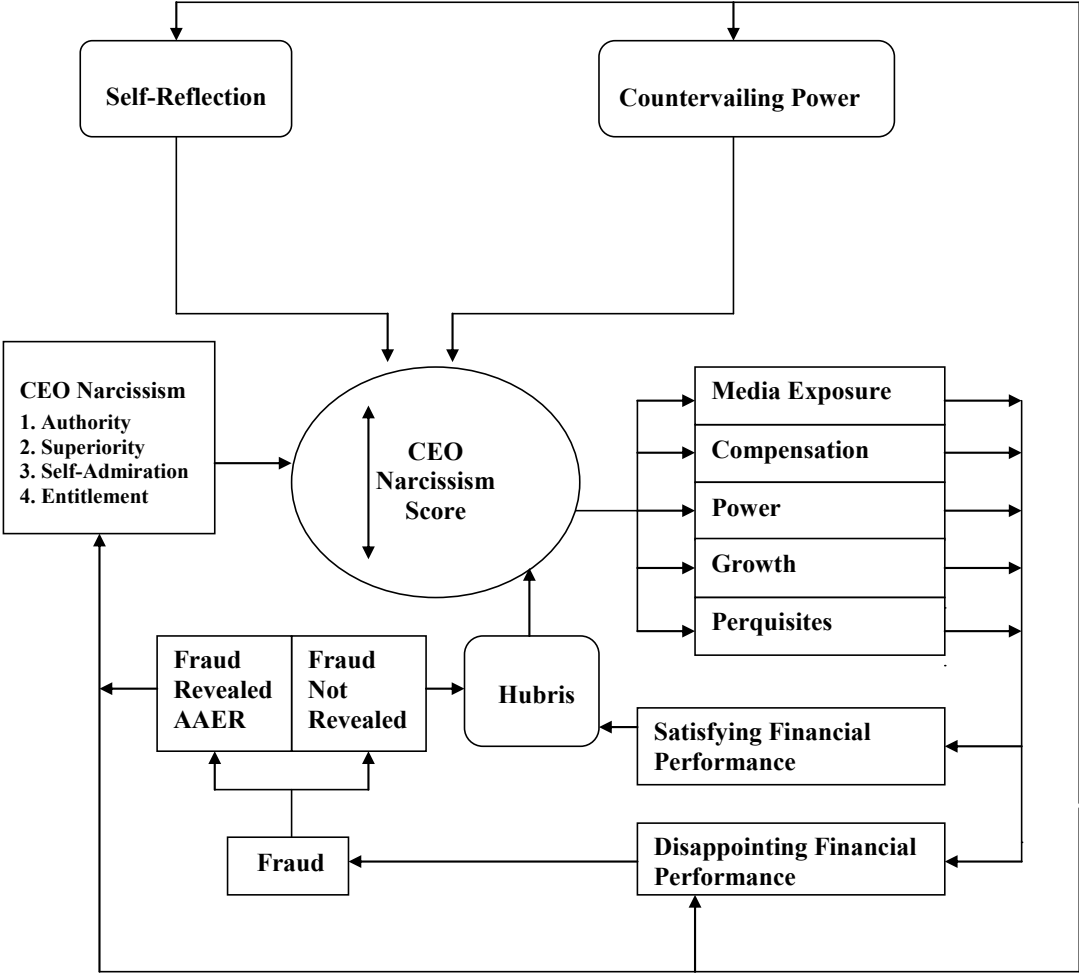 Self-Reflection
Countervailing Power
CEO Narcissism
1. Authority
2. Superiority
3. Self-Admiration
4. Entitlement
CEO
Narcissism
Score
Media Exposure
Compensation
Power
Growth
Perquisites
Fraud
Revealed
AAER
Fraud
Not
Revealed
Hubris
Satisfying Financial
Performance
Fraud
Disappointing Financial
Performance